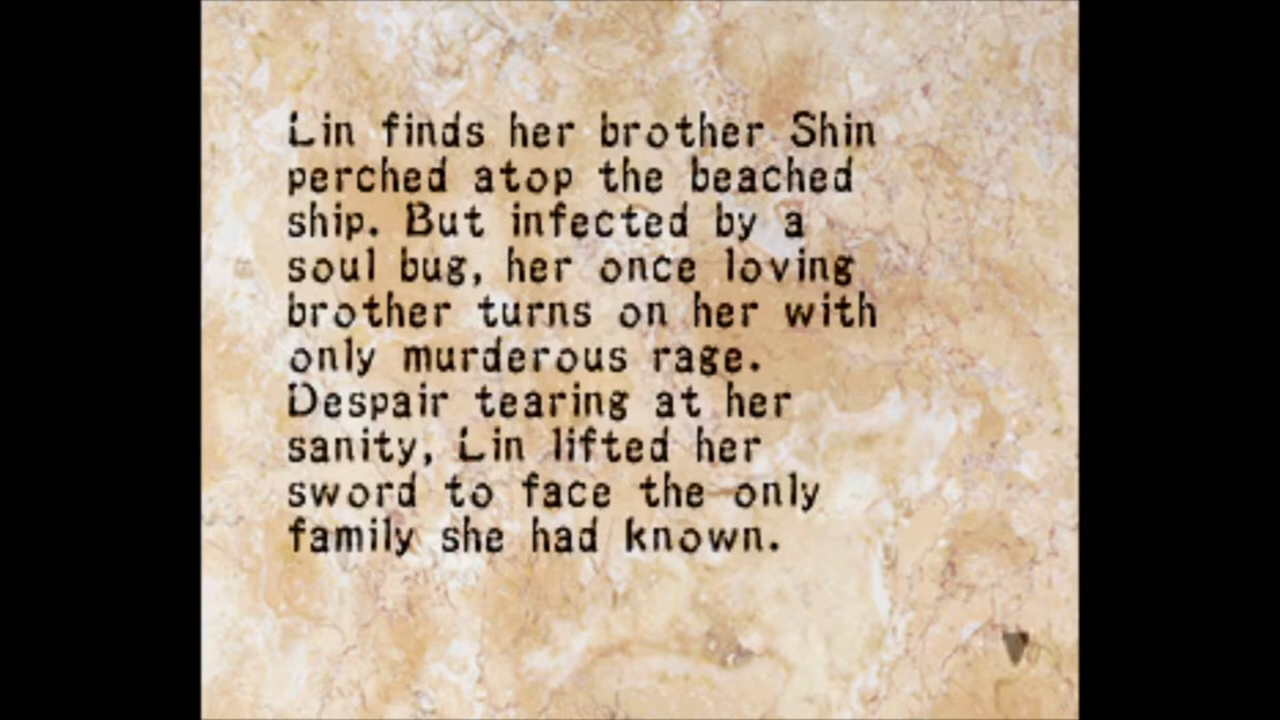 Lin finds her brother Shin
perched atop the beached
ship. But infected by a
soul bug, her once loving
brother turns on her with
only murderous rage.
Despair tearing at her
sanity, Lin lifted her
sword to face the only
family she had known.